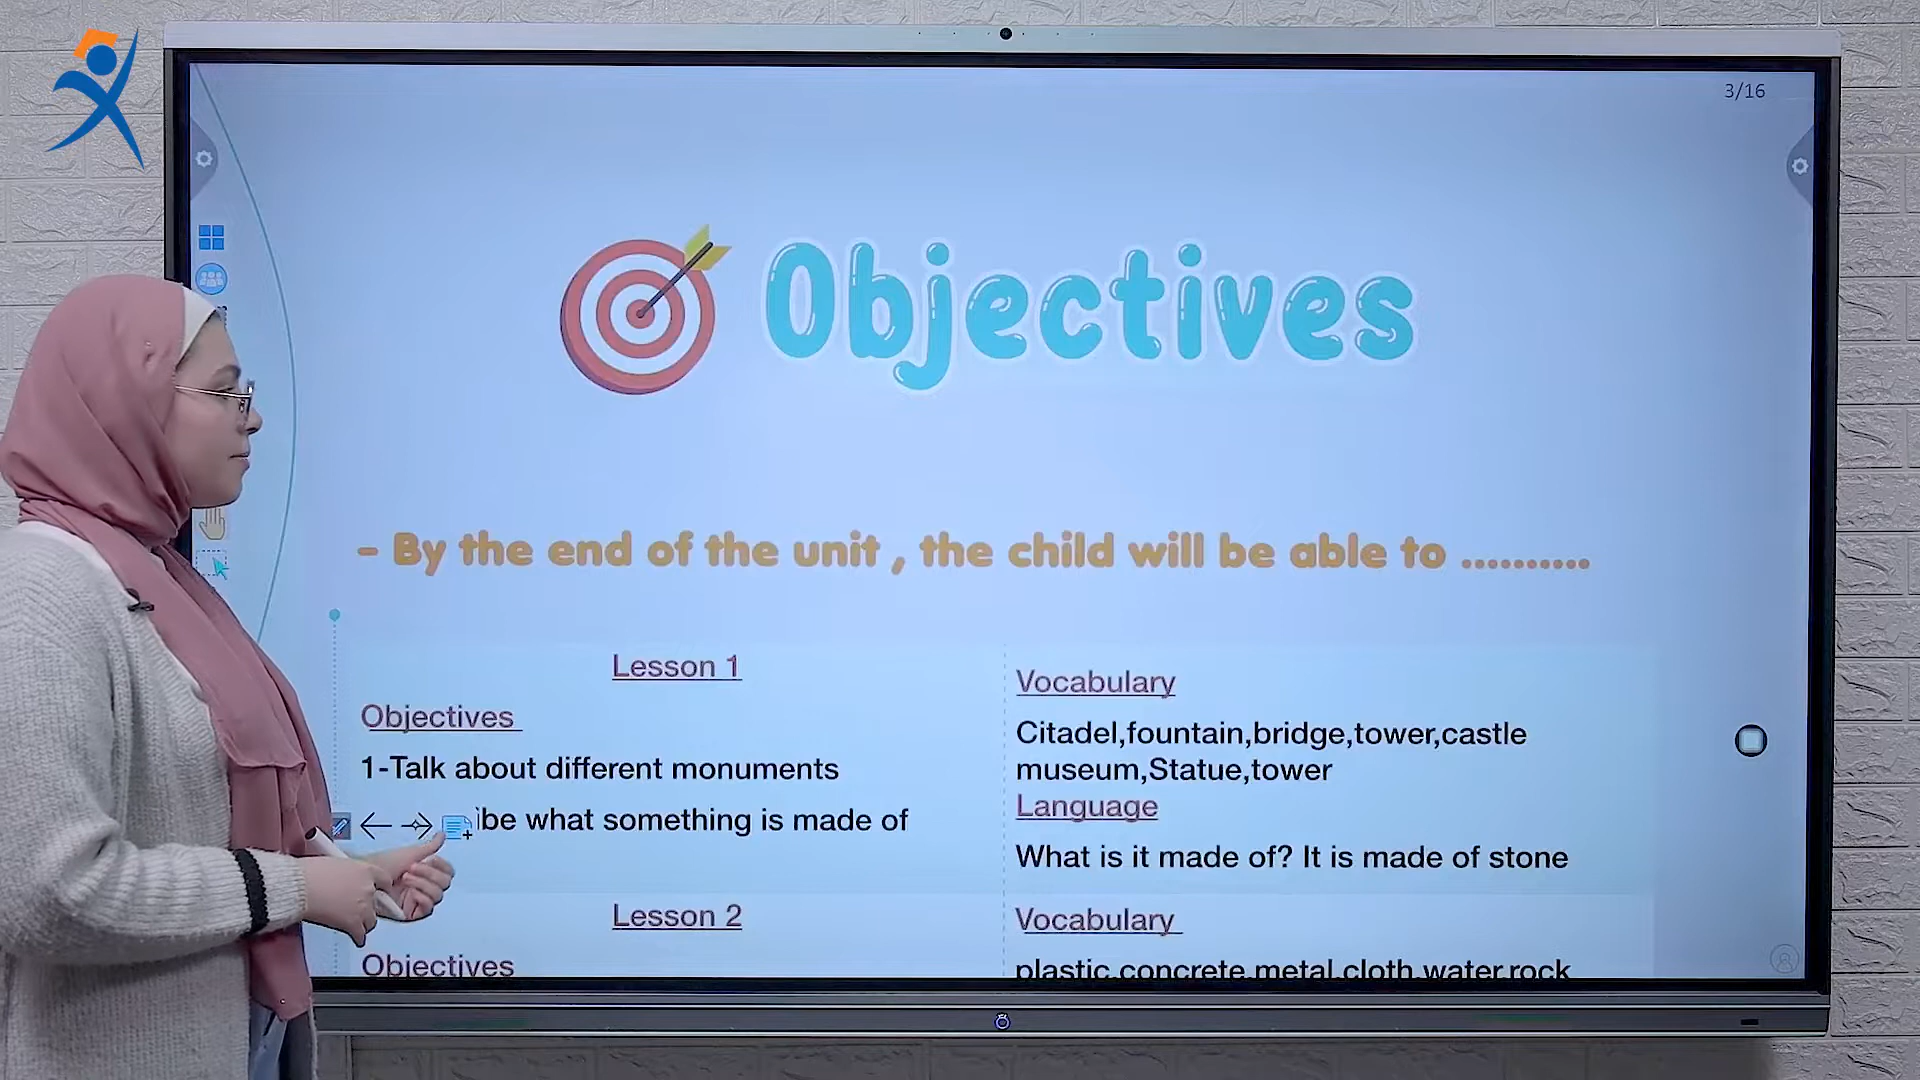 3/16
Objectives
- By the end of the unit , the child will be able to ..........
Lesson 1
Objectives
1-Talk about different monuments
ibe what something is made of
Vocabulary
Citadel,fountain,bridge,tower,castle
museum,Statue,tower
Language
What is it made of? It is made of stone
Lesson 2
Objectives
Vocabulary
plastic,concrete,metal,cloth,water,rock